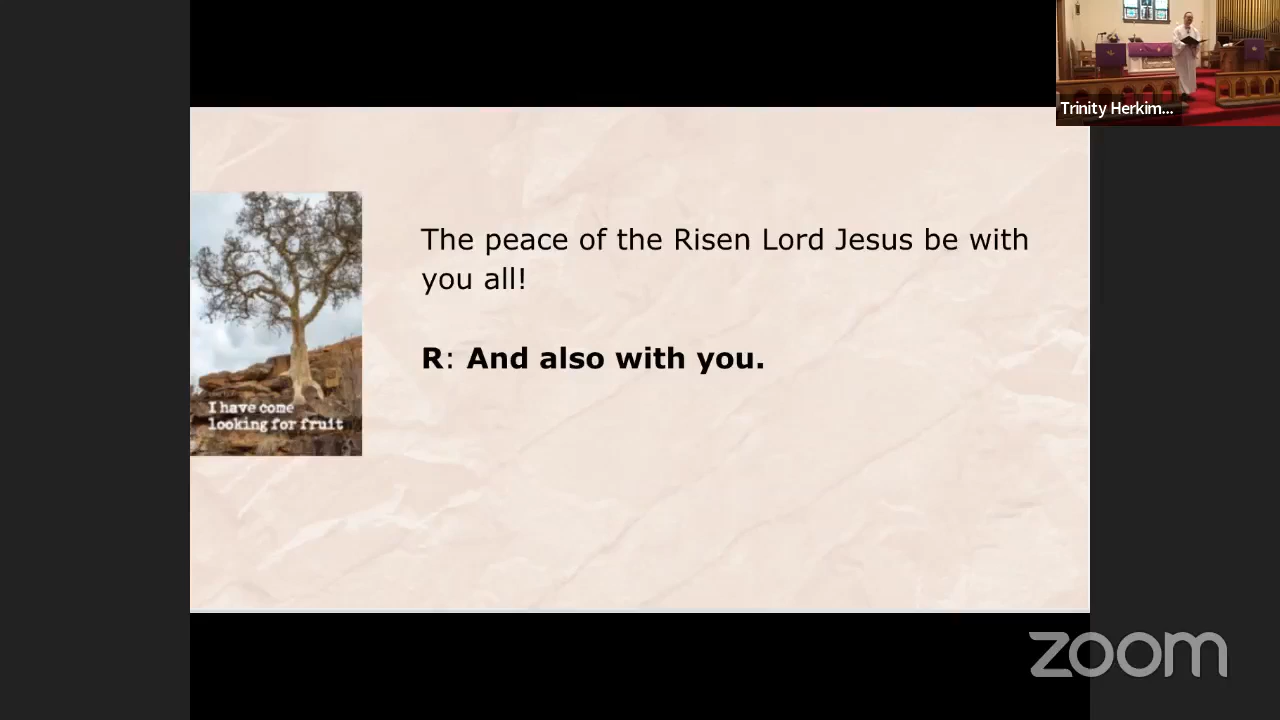 Trinity Herkim...
The peace of the Risen Lord Jesus be with
you all!
R: And also with you.
I have come
looking for fruit
zoom